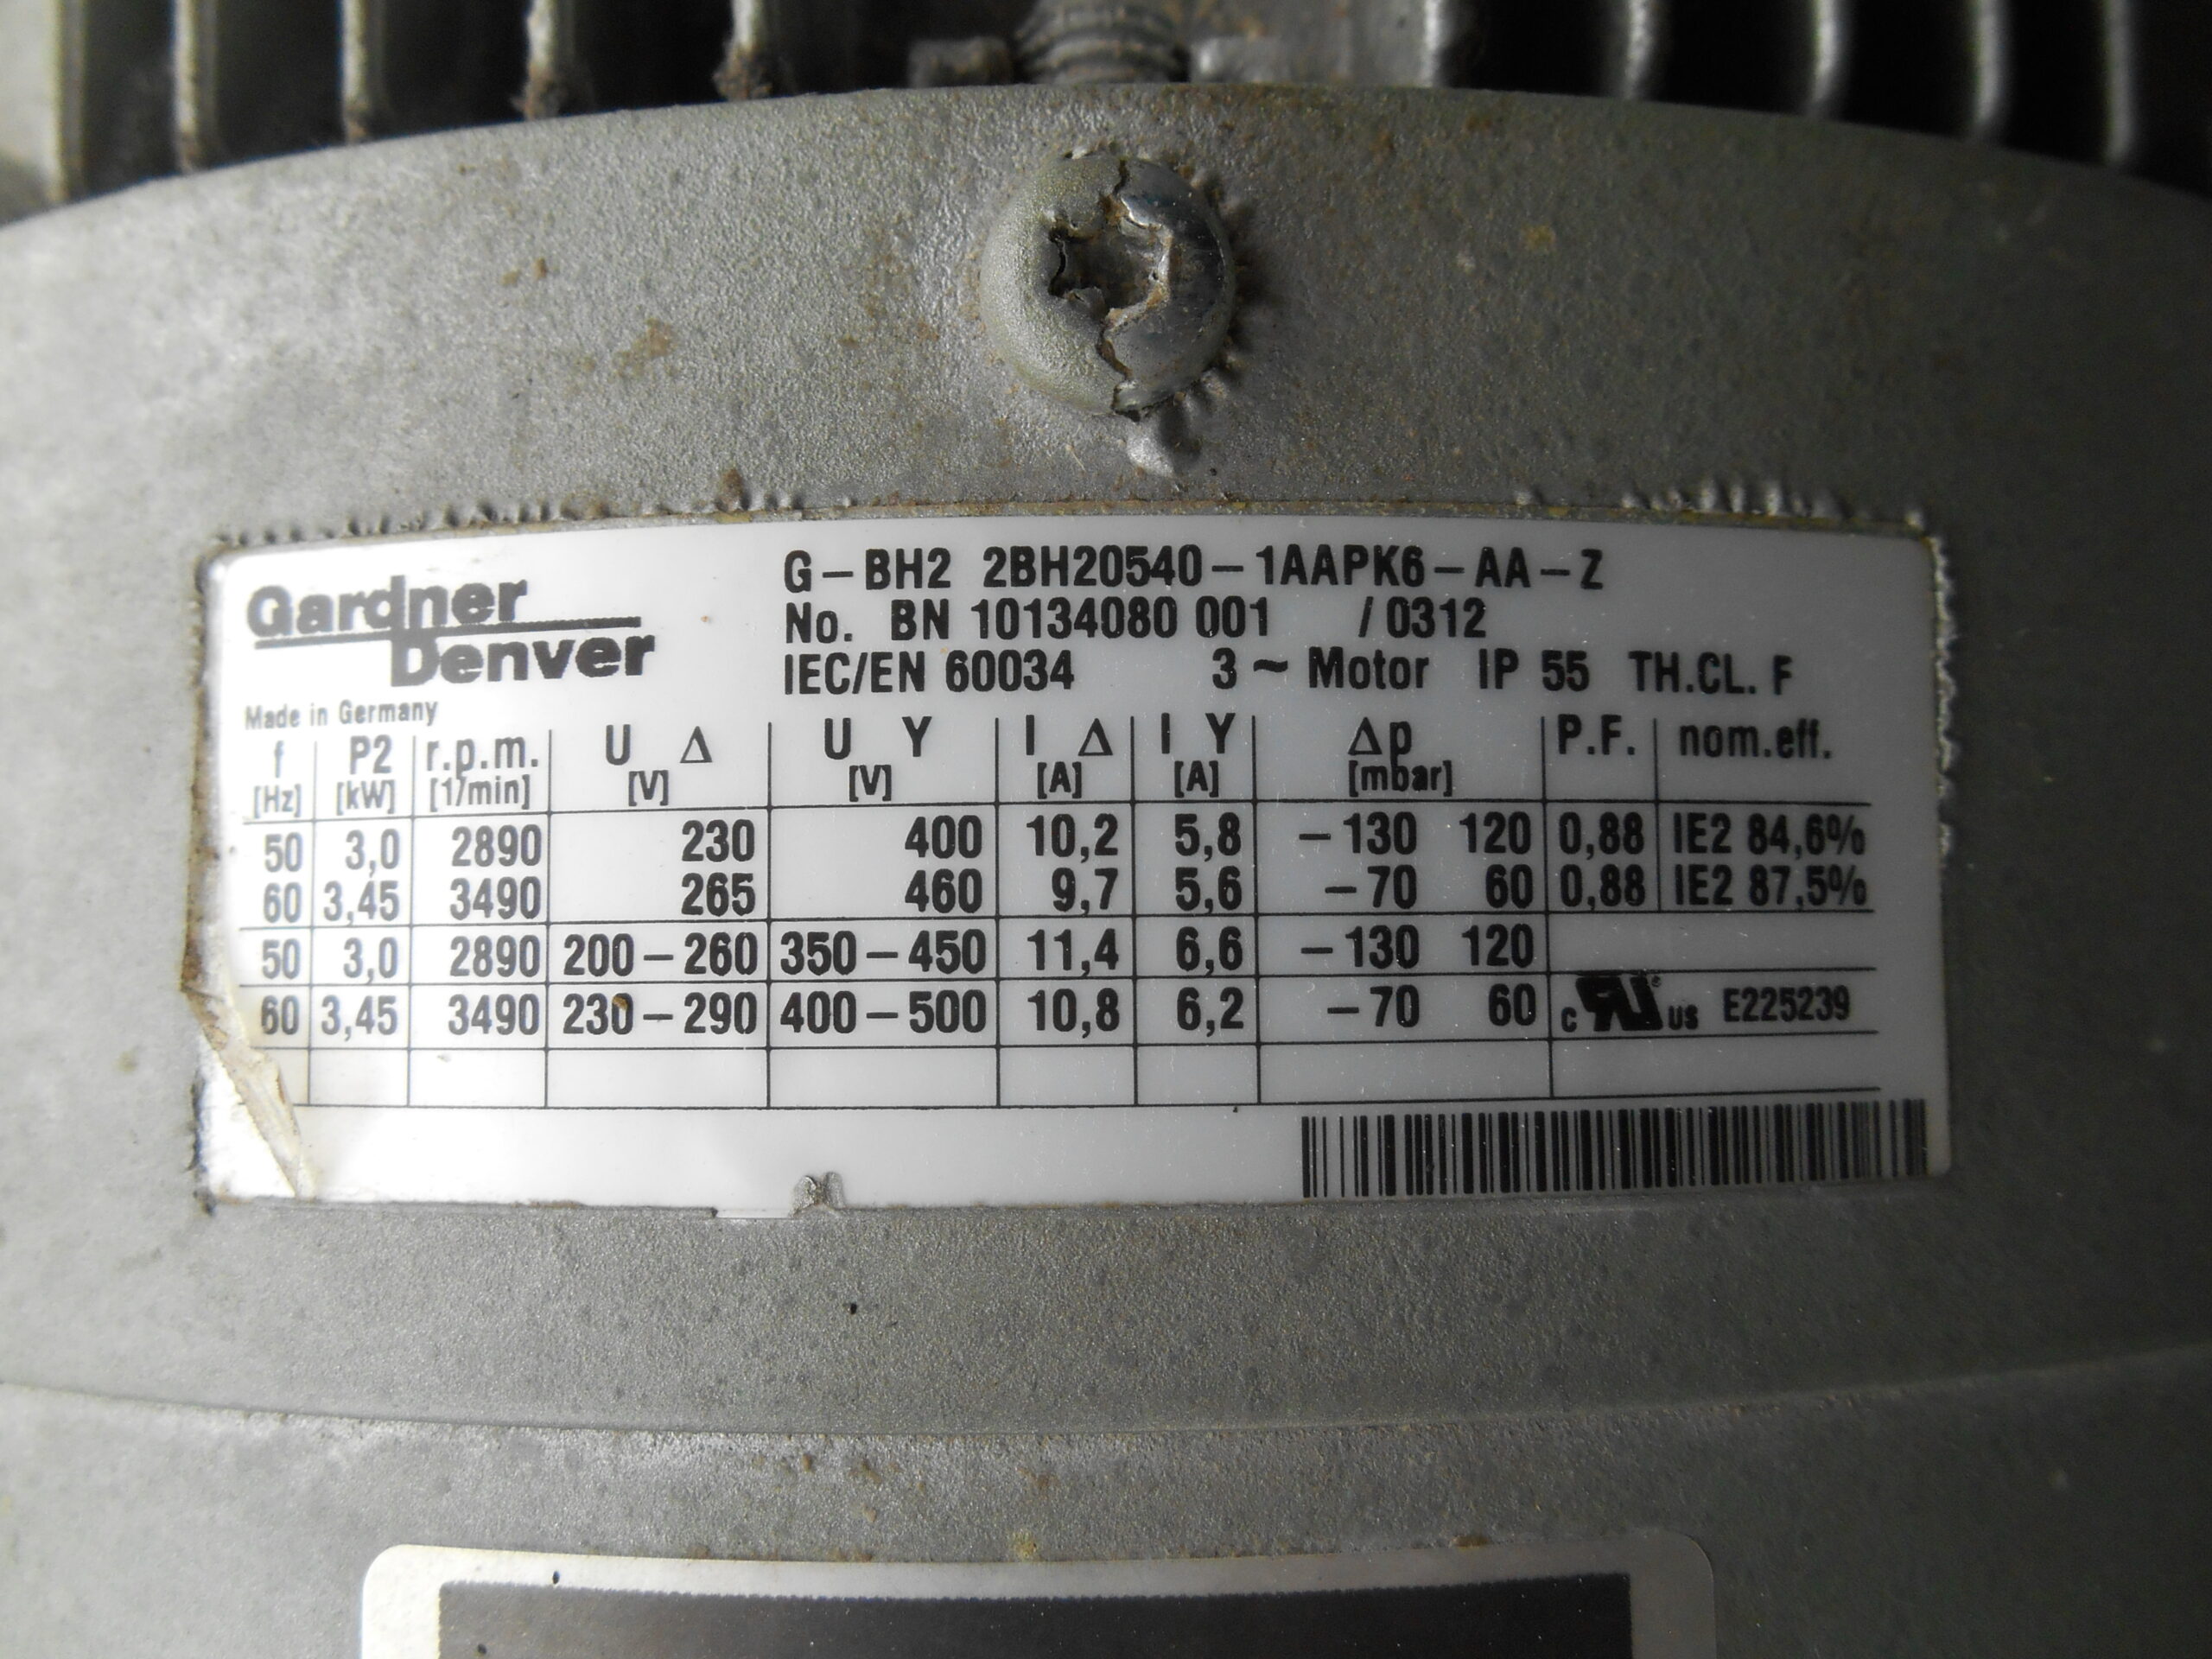 Gardner
Denver
Made in Germany
G-BH2 2BH20540-1AAPK6-AA-Z
No. BN 10134080 001 /0312
IEC/EN 60034 3~ Motor IP 55 TH.CL. F
f P2 r.p.m. U Δ U Y I Δ I Y Δp P.F. nom.eff.
[Hz] [kW] [1/min] [V] [V] [A] [A] [mbar]
50 3,0 2890 230 400 10,2 5,8 -130 120 0,88 IE2 84,6%
60 3,45 3490 265 460 9,7 5,6 -70 60 0,88 IE2 87,5%
50 3,0 2890 200-260 350-450 11,4 6,6 -130 120
60 3,45 3490 230-290 400-500 10,8 6,2 -70 60 c RU ® US E225239